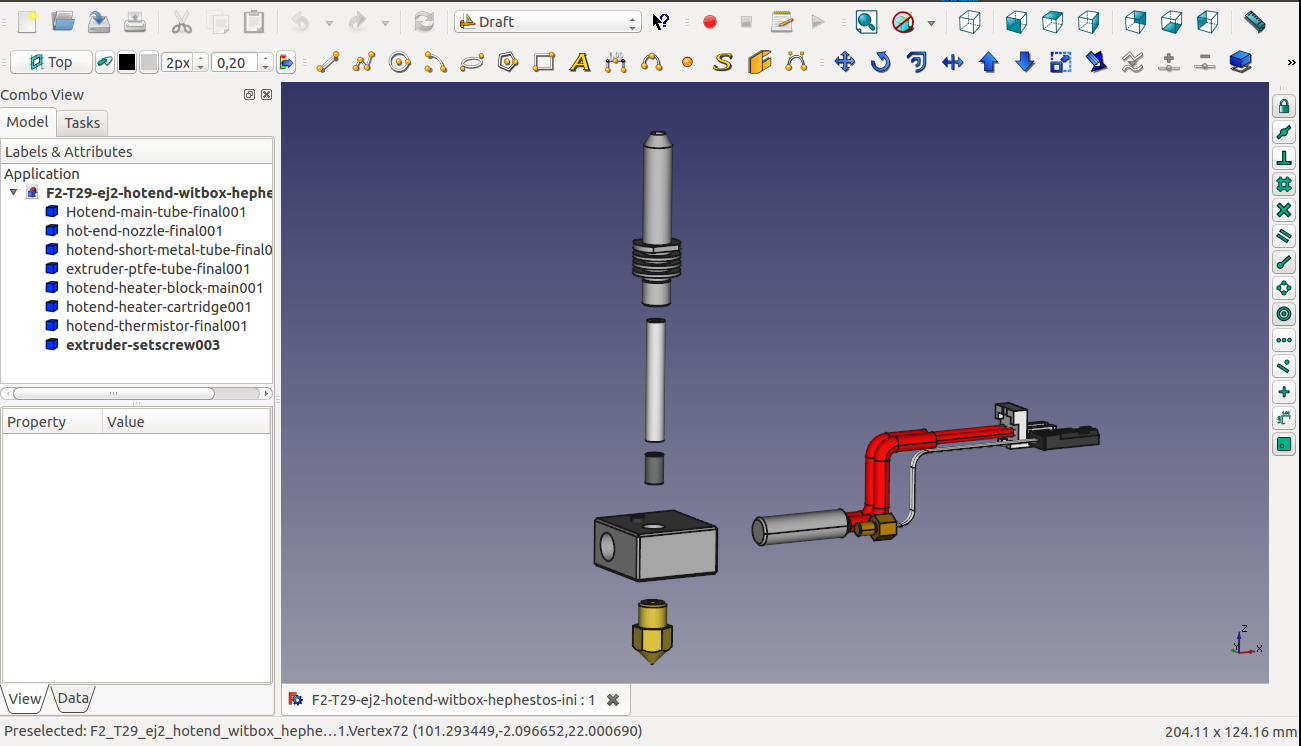 Draft
Top
2px
0,20
A
S
»
Combo View
Model
Tasks
Labels & Attributes
Application
F2-T29-ej2-hotend-witbox-hephe
Hotend-main-tube-final001
hot-end-nozzle-final001
hotend-short-metal-tube-final0
extruder-ptfe-tube-final001
hotend-heater-block-main001
hotend-heater-cartridge001
hotend-thermistor-final001
extruder-setscrew003
Property
Value
Z
Y
X
View
Data
F2-T29-ej2-hotend-witbox-hephestos-ini : 1
Preselected: F2_T29_ej2_hotend_witbox_hephe...1.Vertex72 (101.293449,-2.096652,22.000690)
204.11 x 124.16 mm